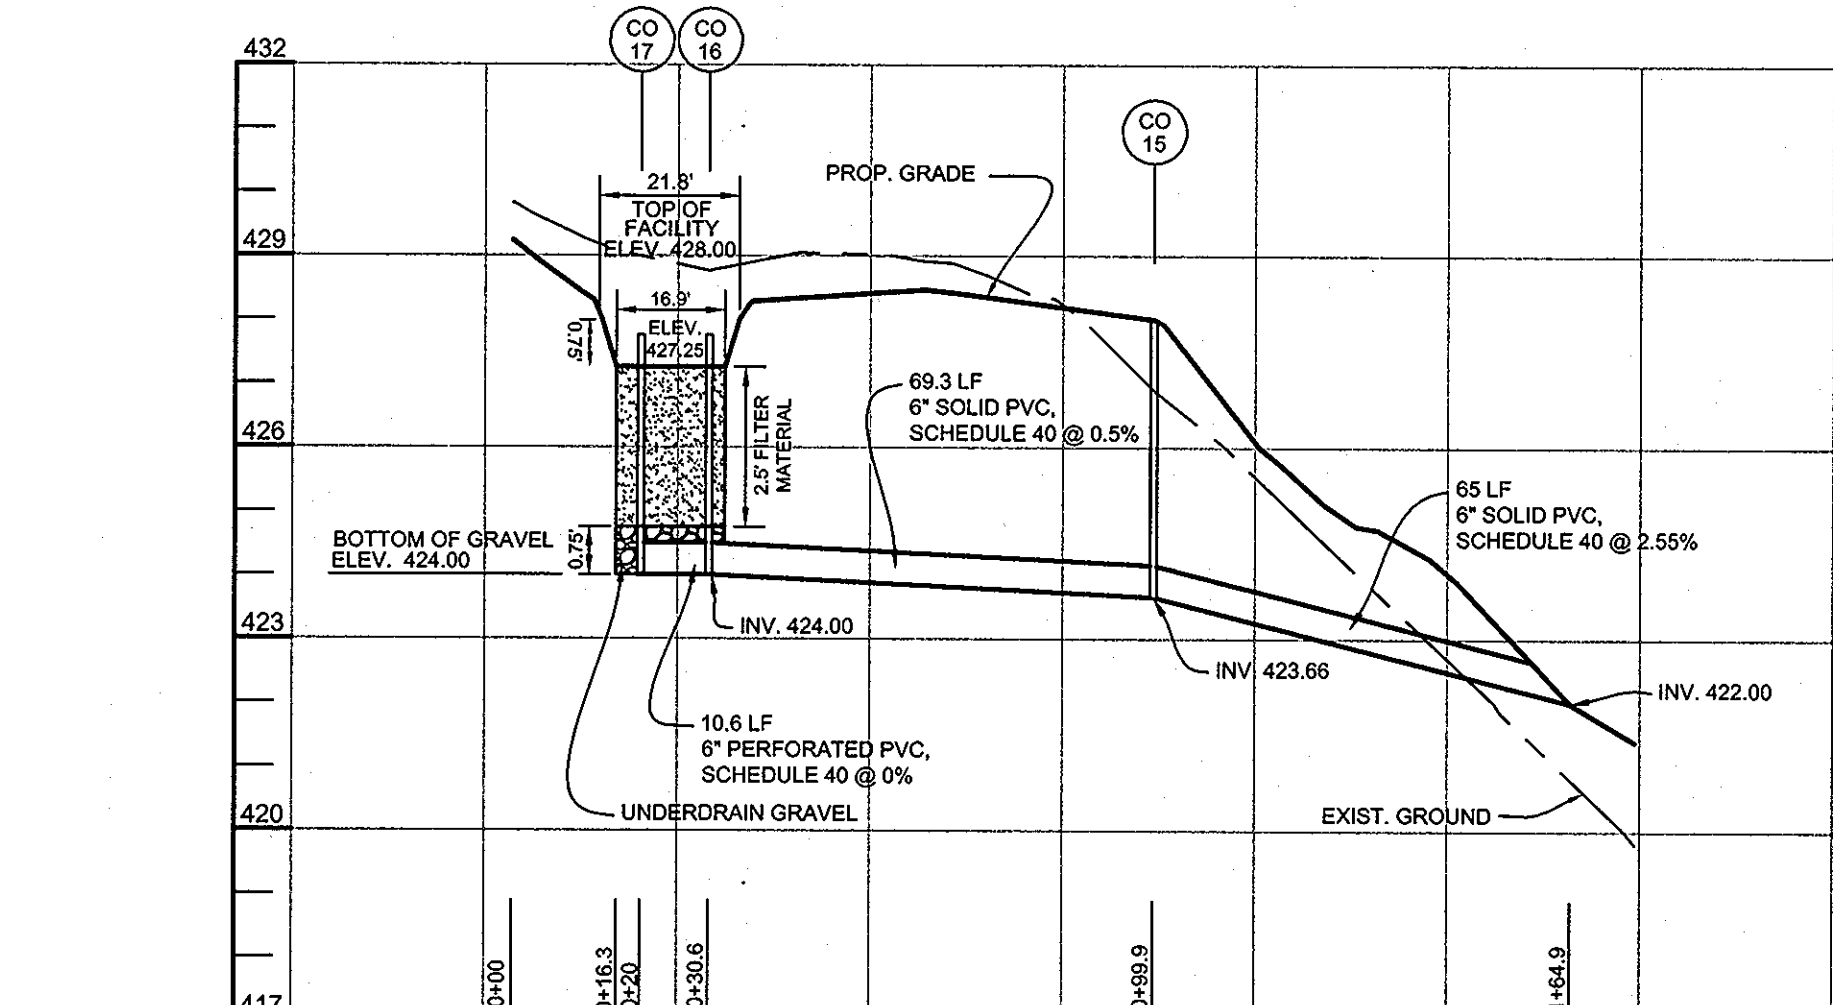 CO
17
CO
16
432
CO
15
PROP. GRADE
21.8'
TOP OF
FACILITY
ELEV. 428.00
429
16.9'
ELEV.
427.25
0.75'
69.3 LF
6" SOLID PVC,
SCHEDULE 40 @ 0.5%
2.5' FILTER
MATERIAL
426
65 LF
6" SOLID PVC,
SCHEDULE 40 @ 2.55%
BOTTOM OF GRAVEL
ELEV. 424.00
0.75'
423
INV. 424.00
INV. 423.66
INV. 422.00
10.6 LF
6" PERFORATED PVC,
SCHEDULE 40 @ 0%
UNDERDRAIN GRAVEL
EXIST. GROUND
420
0+00
0+16.3
0+20
0+30.6
0+99.9
1+64.9
417